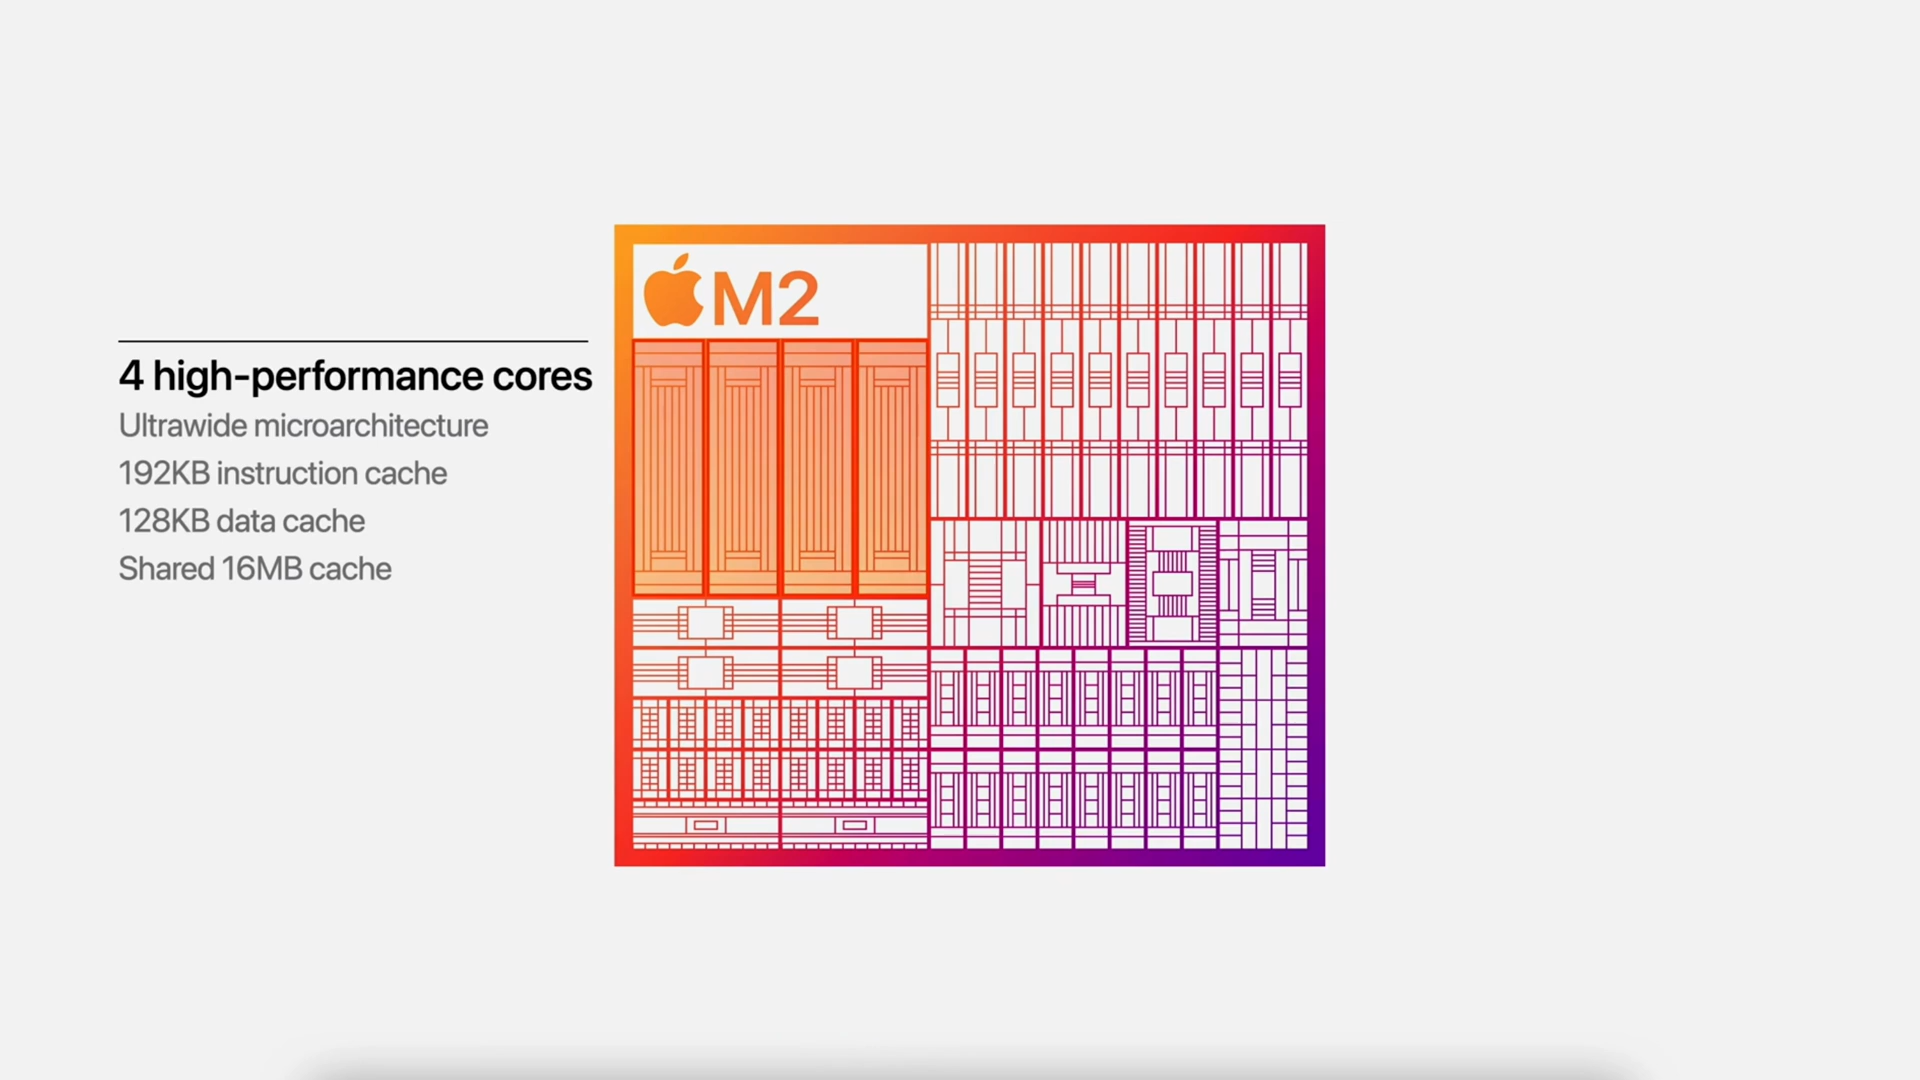 4 high-performance cores
Ultrawide microarchitecture
192KB instruction cache
128KB data cache
Shared 16MB cache
M2